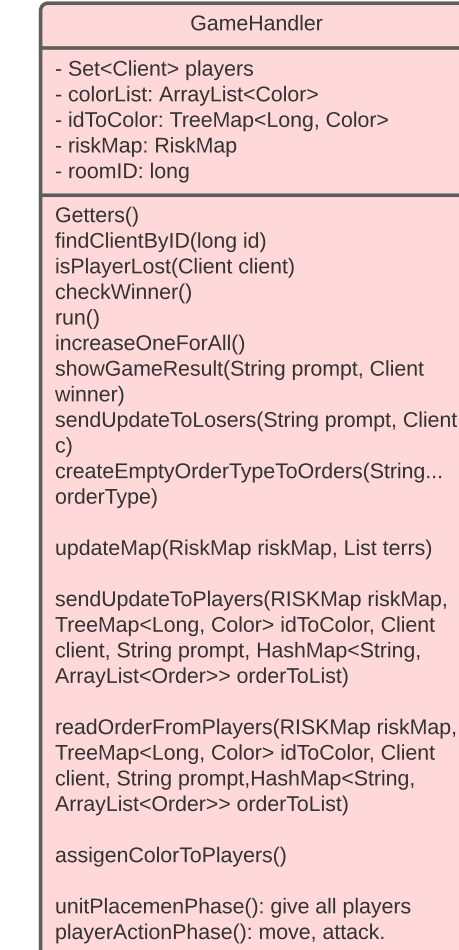 GameHandler
- Set<Client> players
- colorList: ArrayList<Color>
- idToColor: TreeMap<Long, Color>
- riskMap: RiskMap
- roomID: long
Getters()
findClientByID(long id)
isPlayerLost(Client client)
checkWinner()
run()
increaseOneForAll()
showGameResult(String prompt, Client
winner)
sendUpdateToLosers(String prompt, Client
c)
createEmptyOrderTypeToOrders(String...
orderType)
updateMap(RiskMap riskMap, List terrs)
sendUpdateToPlayers(RISKMap riskMap,
TreeMap<Long, Color> idToColor, Client
client, String prompt, HashMap<String,
ArrayList<Order>> orderToList)
readOrderFromPlayers(RISKMap riskMap,
TreeMap<Long, Color> idToColor, Client
client, String prompt,HashMap<String,
ArrayList<Order>> orderToList)
assigenColorToPlayers()
unitPlacemenPhase(): give all players
playerActionPhase(): move, attack.